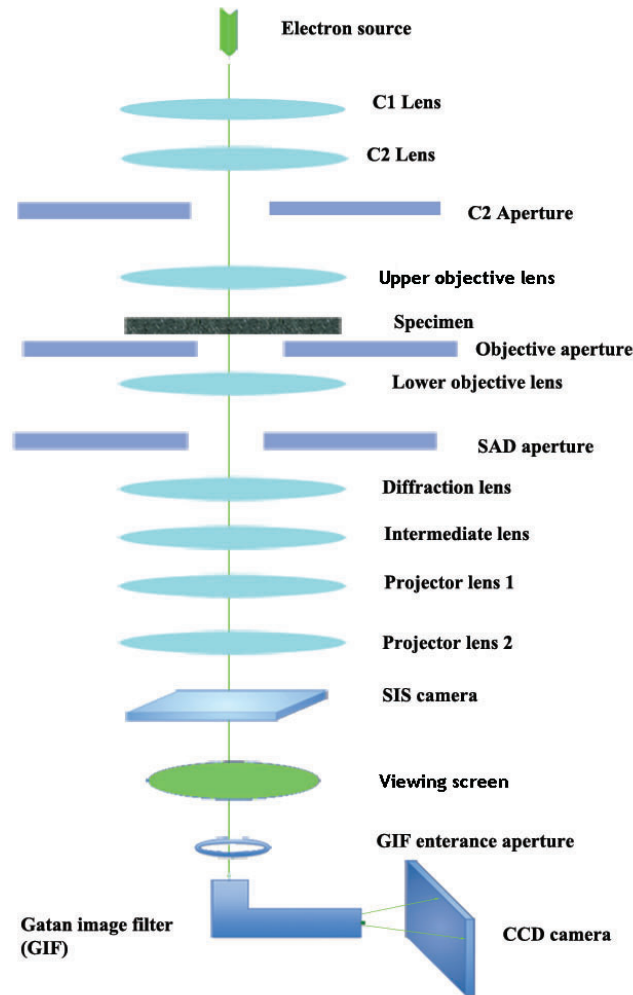 Electron source
C1 Lens
C2 Lens
C2 Aperture
Upper objective lens
Specimen
Objective aperture
Lower objective lens
SAD aperture
Diffraction lens
Intermediate lens
Projector lens 1
Projector lens 2
SIS camera
Viewing screen
GIF enterance aperture
Gatan image filter
(GIF)
CCD camera